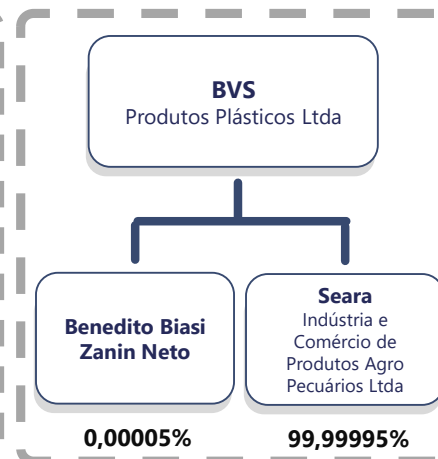 BVS
Produtos Plásticos Ltda
Benedito Biasi
Zanin Neto
Seara
Indústria e
Comércio de
Produtos Agro
Pecuários Ltda
0,00005%
99,99995%